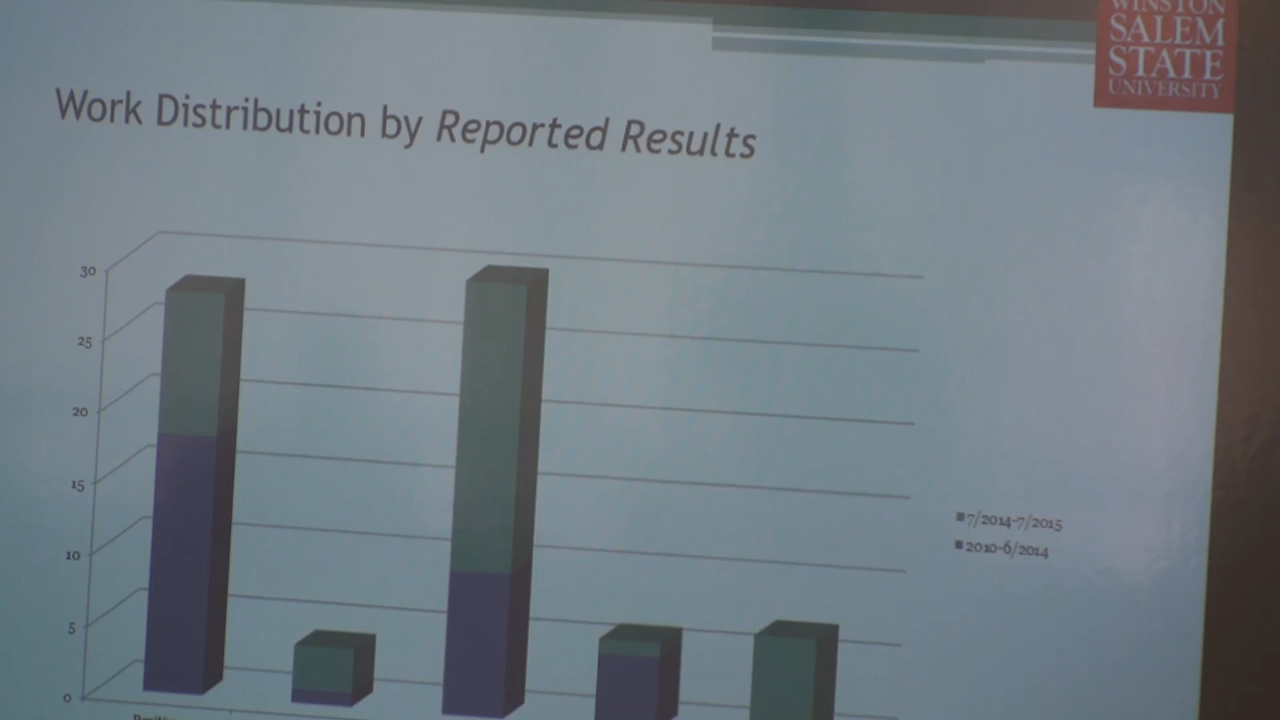 WINSTON
SALEM
STATE
UNIVERSITY
Work Distribution by Reported Results
30
25
20
15
10
5
0
7/2014-7/2015
2010-6/2014